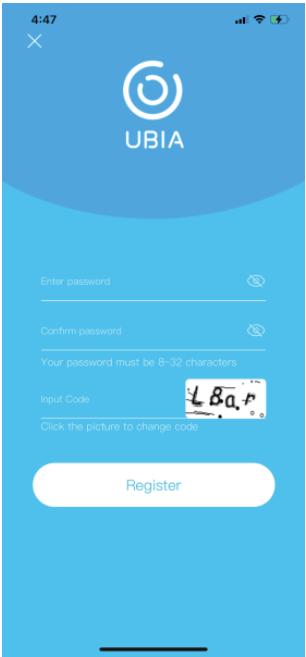 4:47
UBIA
Enter password
Confirm password
Your password must be 8-32 characters
Input Code
Click the picture to change code
Register